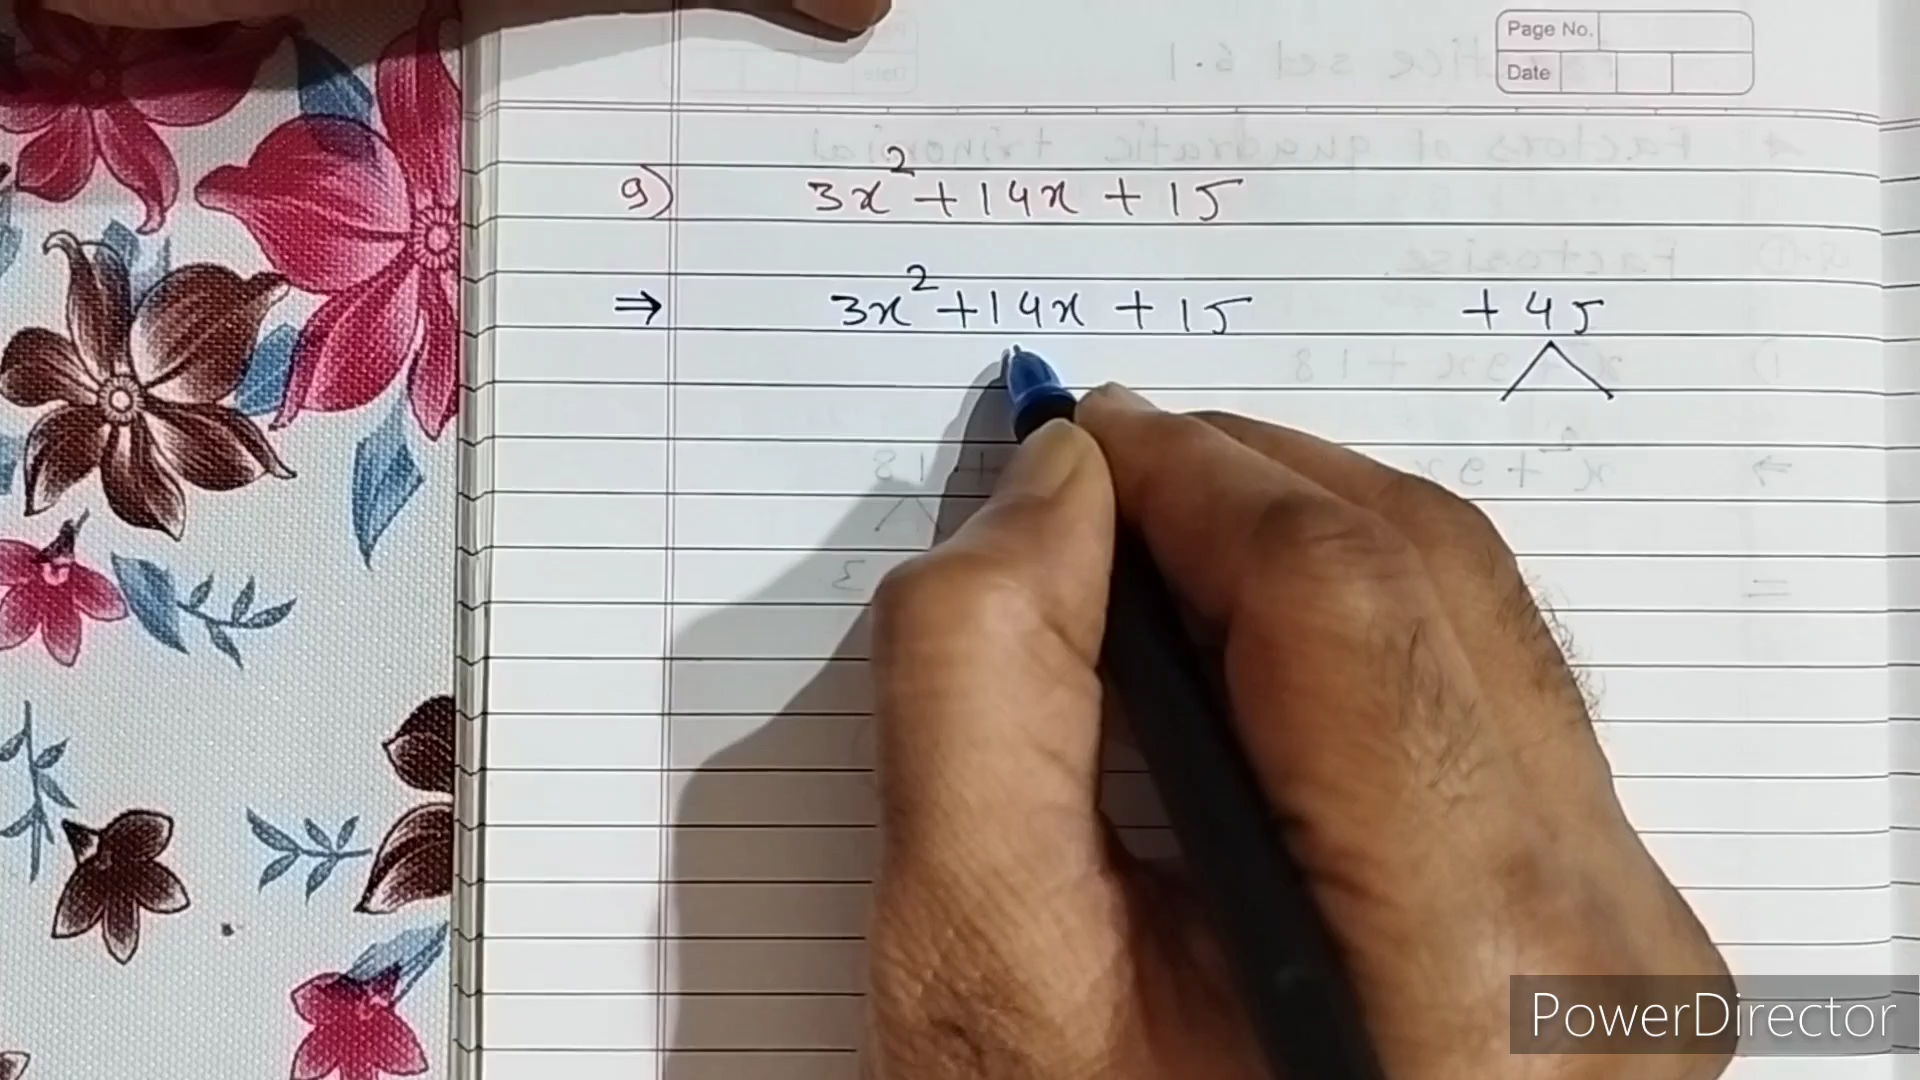 Page No.
Date
9) 3x² + 14x + 15
⇒ 3x² + 14x + 15 + 45
PowerDirector